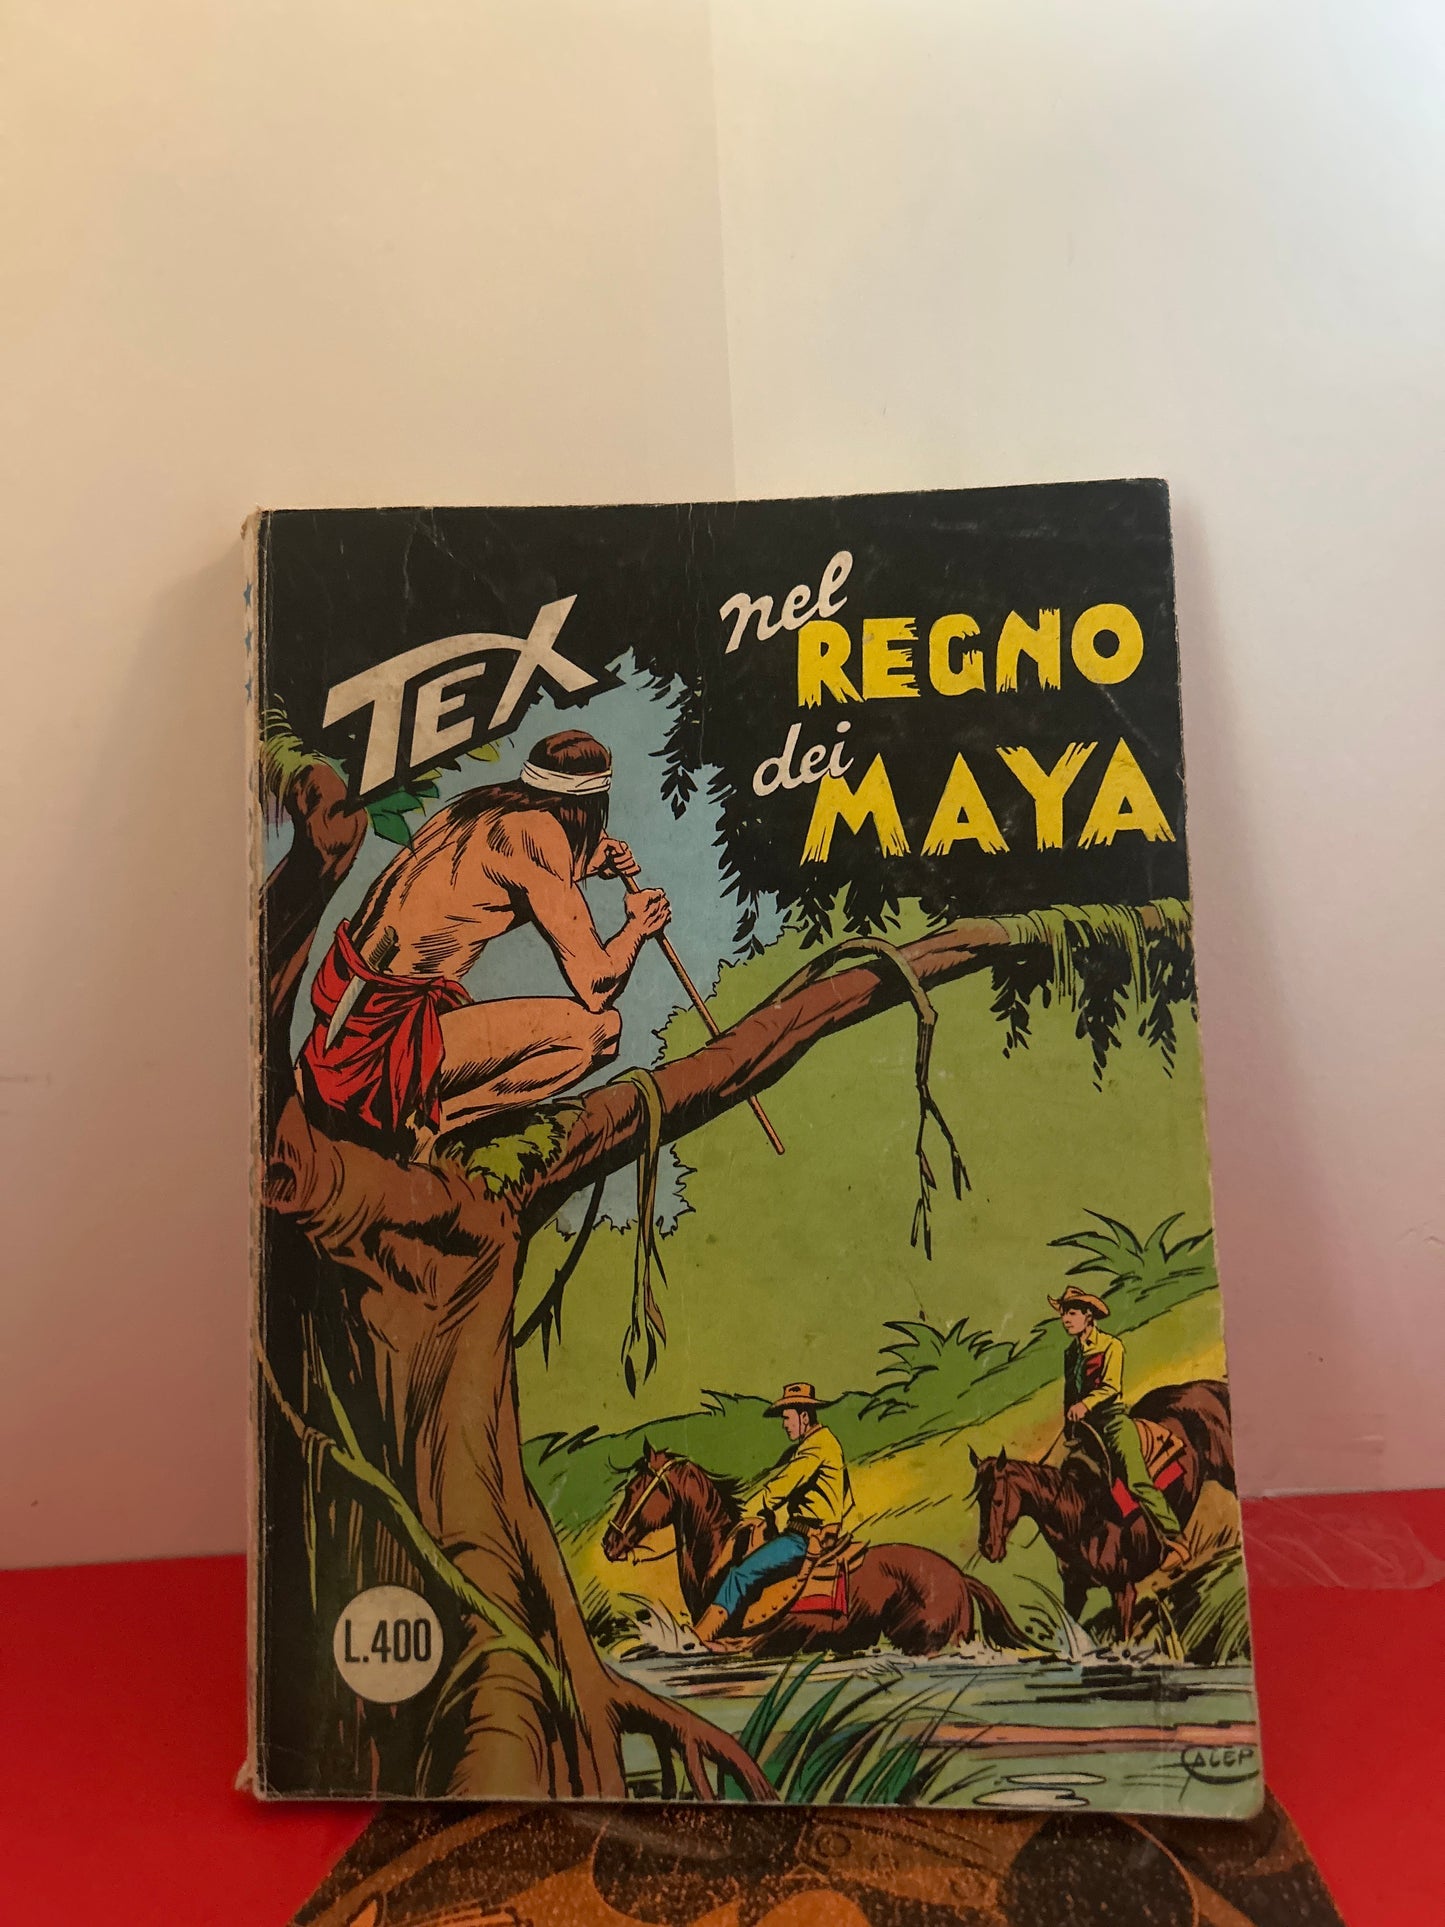 TEX
nel
REGNO
dei
MAYA
L.400
GALEP